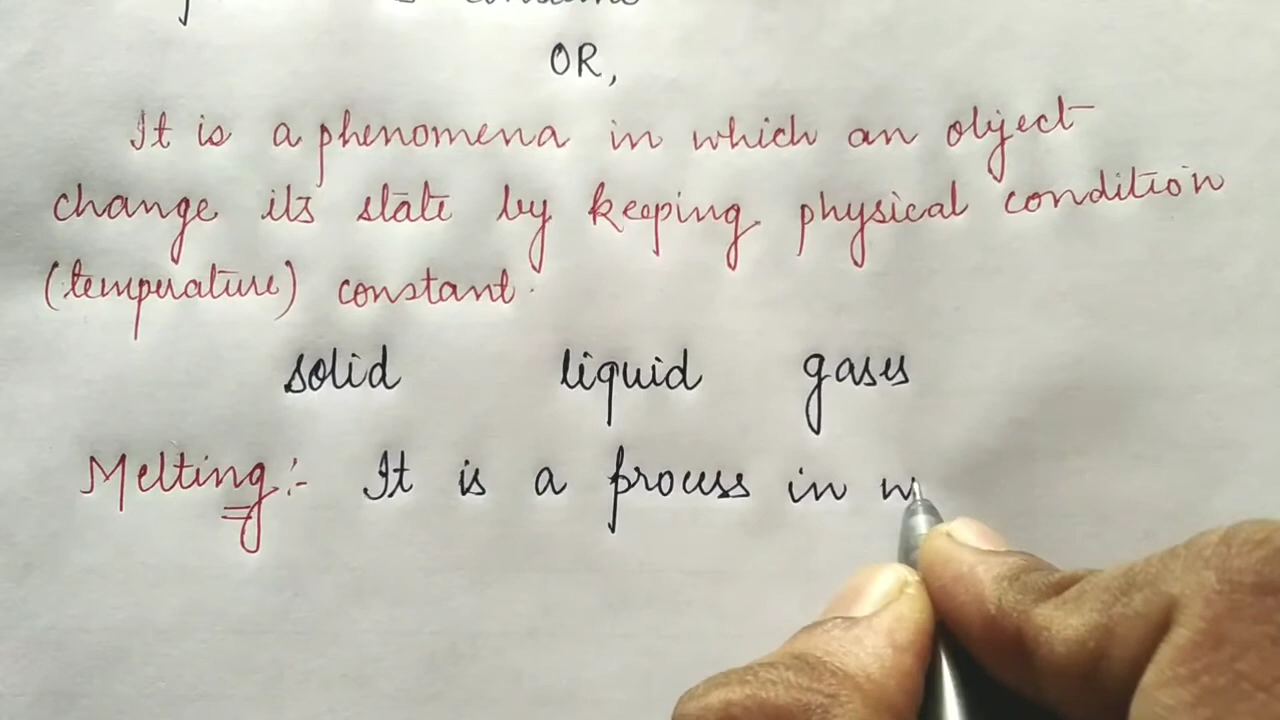 OR,
It is a phenomena in which an object
change its state by keeping physical condition
(temperature) constant.
solid liquid gases
Melting:- It is a process in w